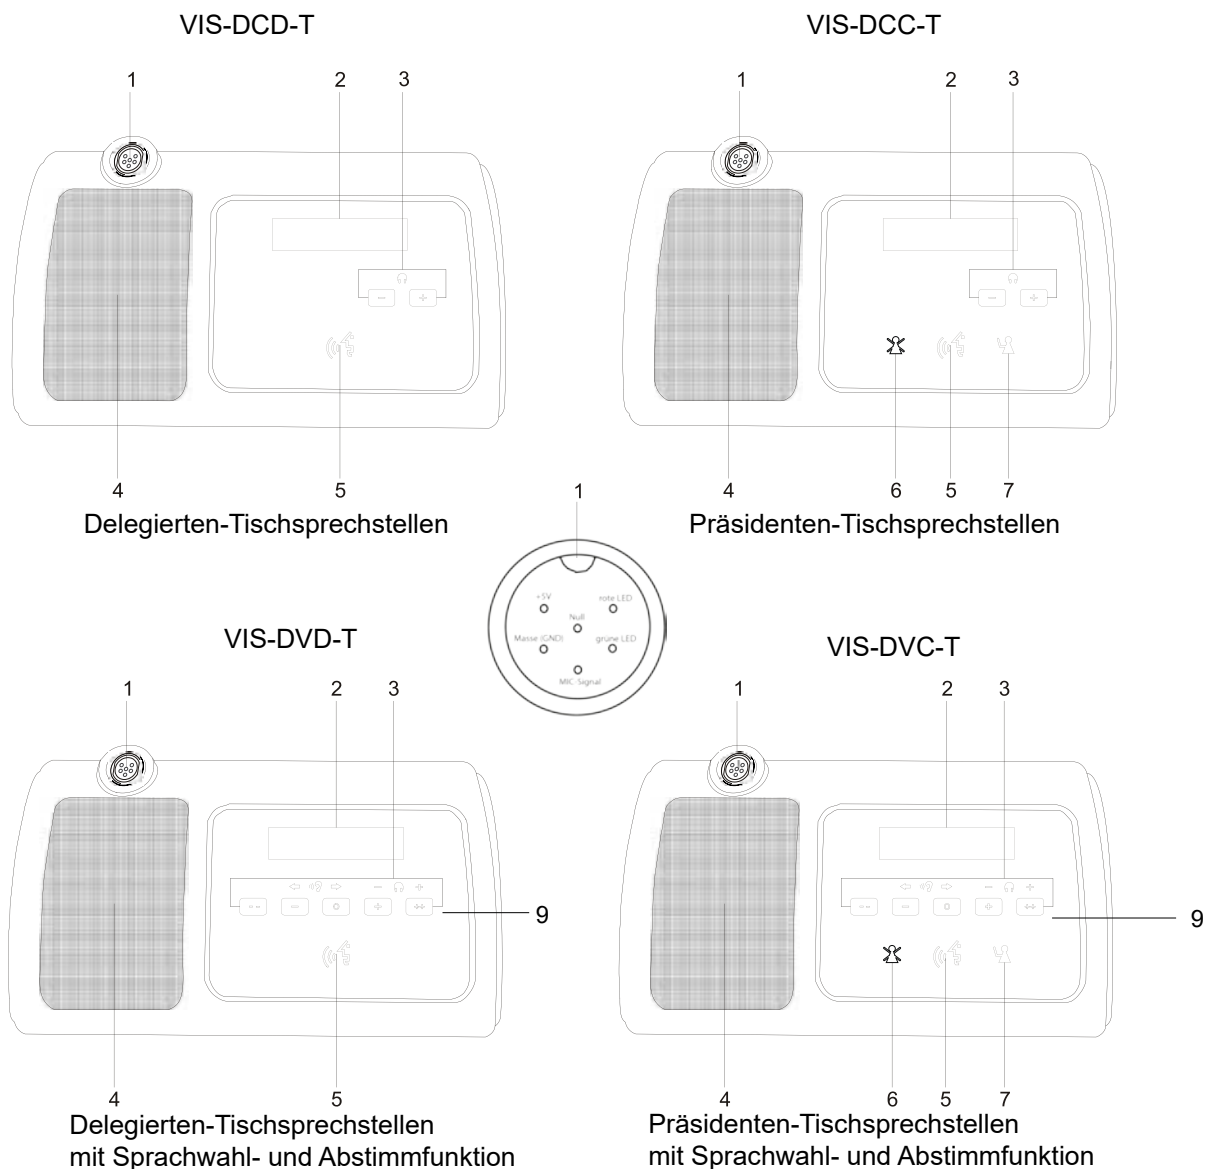 VIS-DCD-T
VIS-DCC-T
1
2
3
1
2
3
4
5
4
6
5
7
Delegierten-Tischsprechstellen
Präsidenten-Tischsprechstellen
1
+5V
rote LED
Null
Masse (GND)
grüne LED
MIC-Signal
VIS-DVD-T
VIS-DVC-T
1
2
3
1
2
3
9
9
4
5
4
6
5
7
Delegierten-Tischsprechstellen
mit Sprachwahl- und Abstimmfunktion
Präsidenten-Tischsprechstellen
mit Sprachwahl- und Abstimmfunktion